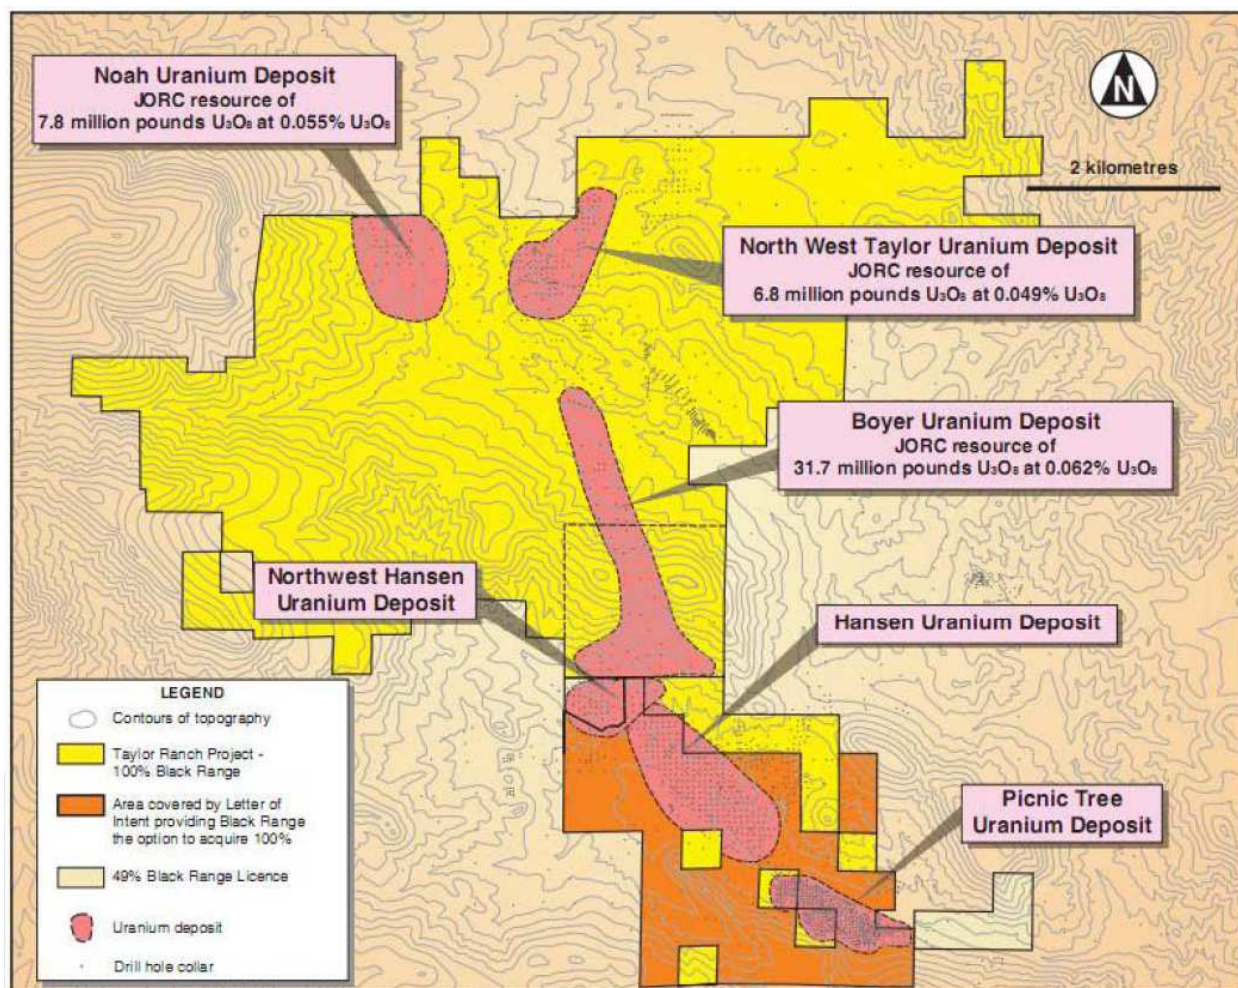 Noah Uranium Deposit
JORC resource of
7.8 million pounds U₃O₈ at 0.055% U₃O₈
N
2 kilometres
North West Taylor Uranium Deposit
JORC resource of
6.8 million pounds U₃O₈ at 0.049% U₃O₈
Boyer Uranium Deposit
JORC resource of
31.7 million pounds U₃O₈ at 0.062% U₃O₈
Northwest Hansen
Uranium Deposit
Hansen Uranium Deposit
Picnic Tree
Uranium Deposit
LEGEND
Contours of topography
Taylor Ranch Project -
100% Black Range
Area covered by Letter of
Intent providing Black Range
the option to acquire 100%
49% Black Range Licence
Uranium deposit
Drill hole collar